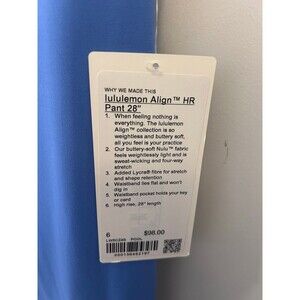 WHY WE MADE THIS
lululemon Align™ HR
Pant 28"
1. When feeling nothing is
everything. The lululemon
Align™ collection is so
weightless and buttery soft,
all you feel is your practice
2. Our buttery-soft Nulu™ fabric
feels weightlessly light and is
sweat-wicking and four-way
stretch
3. Added Lycra® fibre for stretch
and shape retention
4. Waistband lies flat and won't
dig in
5. Waistband pocket holds your key
or card
6. High rise, 28" length
6 $98.00
POOL